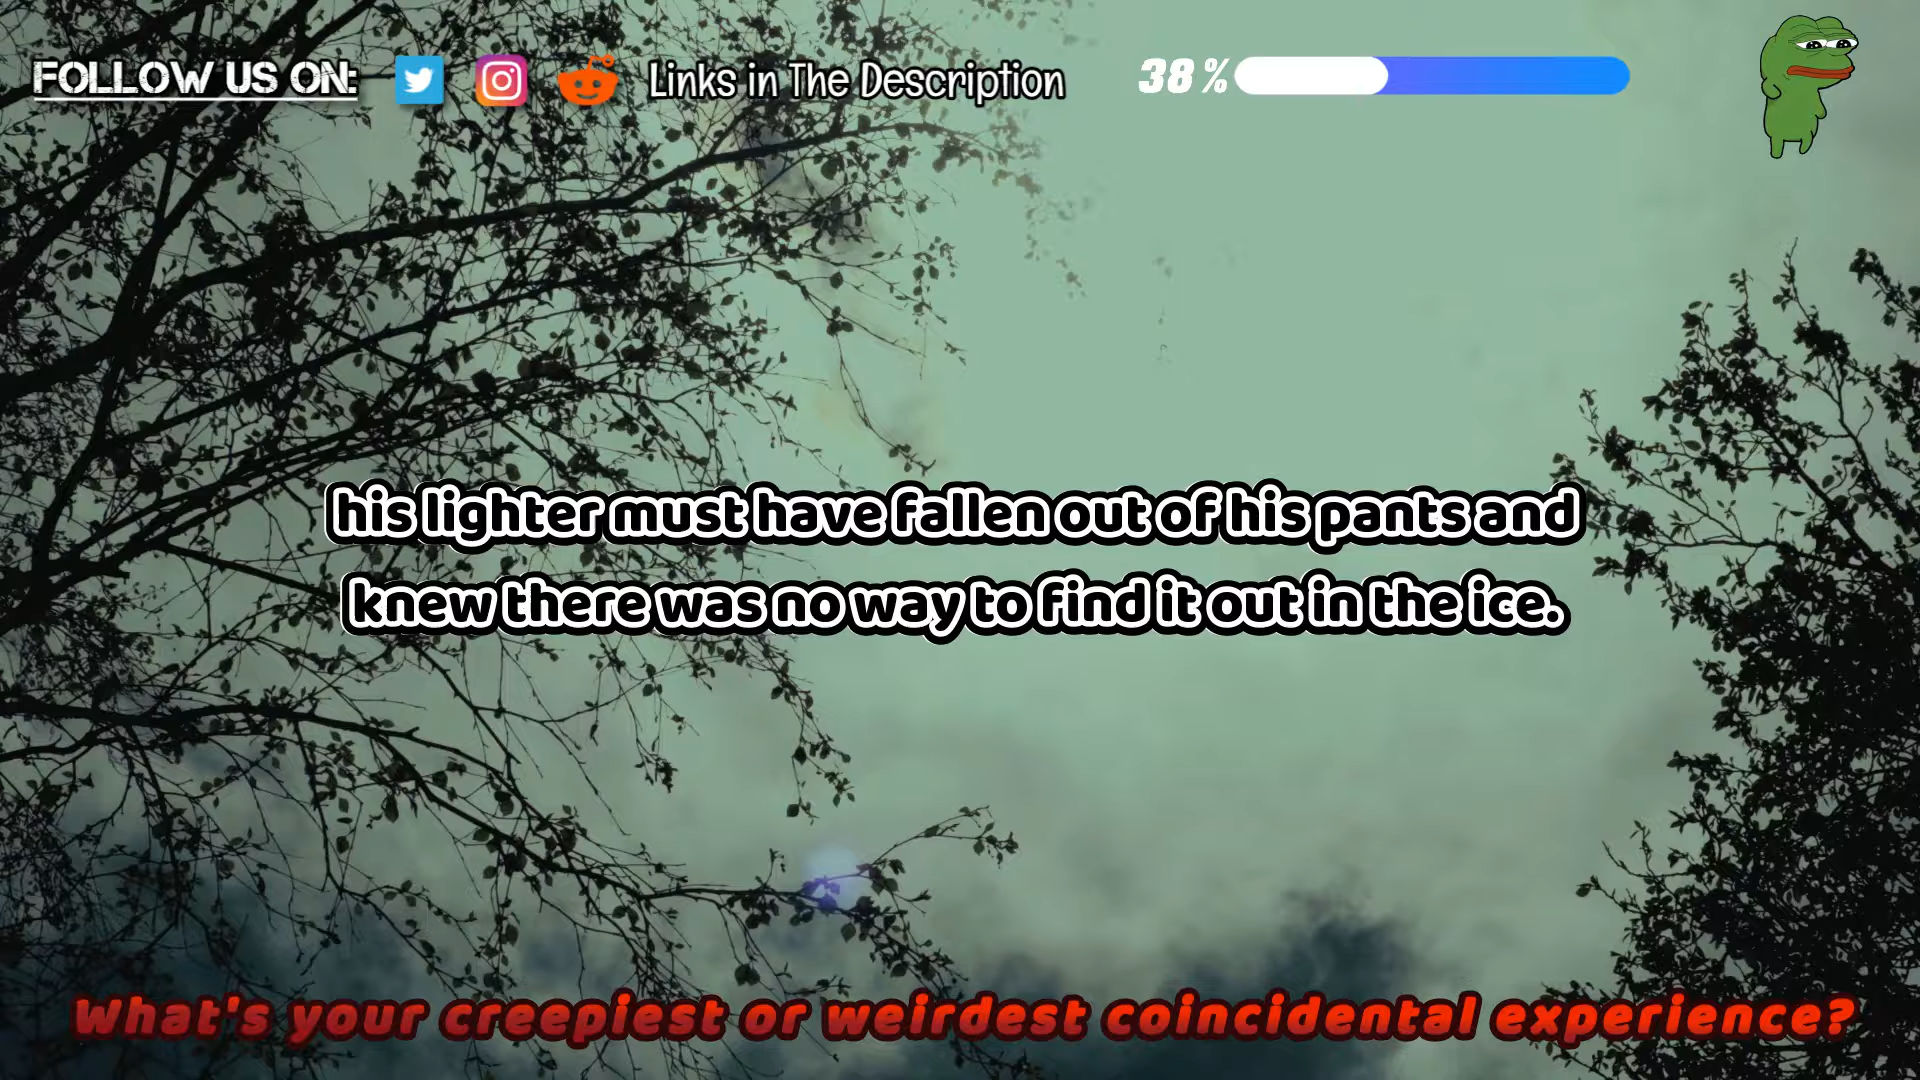 FOLLOW US ON:
Links in The Description
38 %
his lighter must have fallen out of his pants and
knew there was no way to find it out in the ice.
What's your creepiest or weirdest coincidental experience?